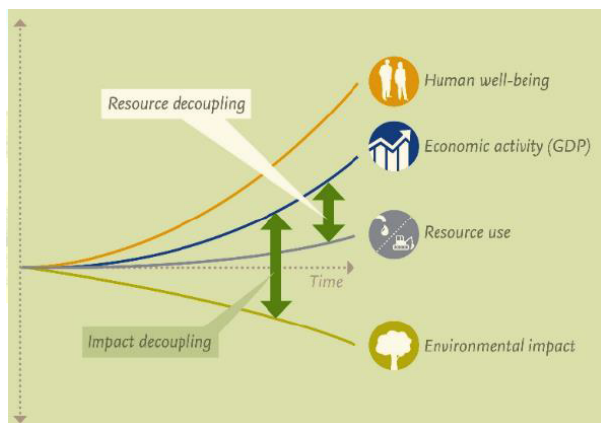 Human well-being
Resource decoupling
Economic activity (GDP)
Resource use
Time
Impact decoupling
Environmental impact